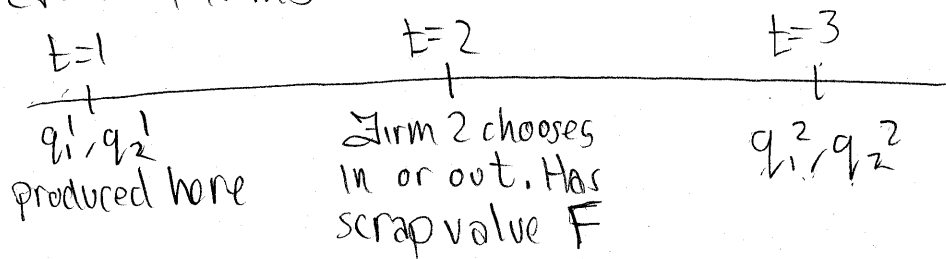 t=1 t=2 t=3
q₁¹, q₂¹ Firm 2 chooses q₁², q₂²
produced here in or out. Has
scrap value F